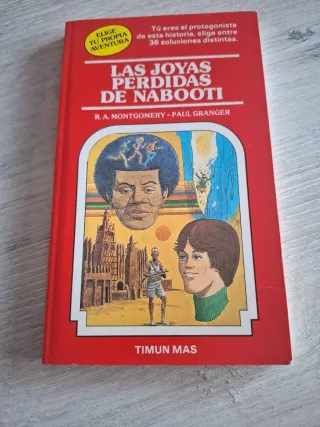 ELIGE
TU PROPIA
AVENTURA
Tú eres el protagonista
de esta historia, elige entre
36 soluciones distintas.
LAS JOYAS
PERDIDAS
DE NABOOTI
R. A. MONTGOMERY - PAUL GRANGER
TIMUN MAS